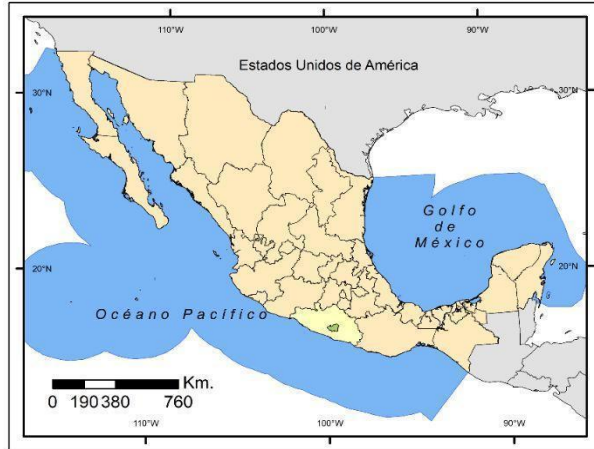 110°W
100°W
90°W
Estados Unidos de América
30°N
30°N
Golfo
de
México
20°N
20°N
Océano Pacífico
Km.
0 190 380 760
110°W
100°W
90°W